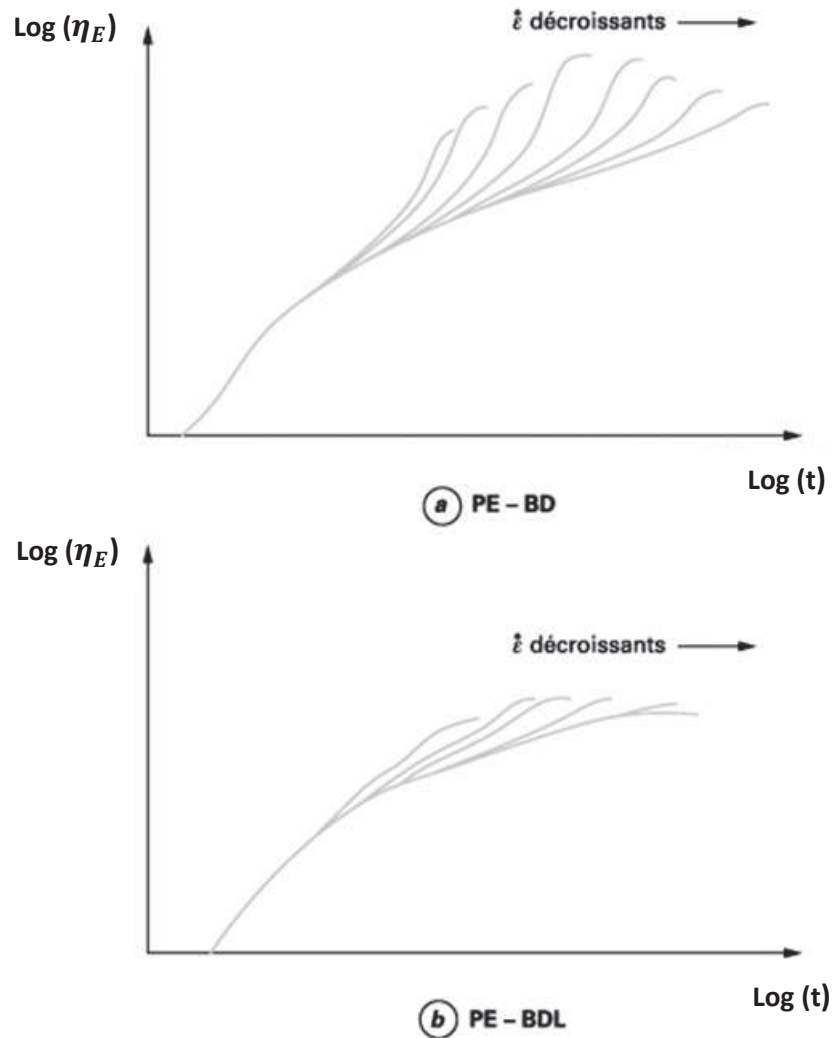 Log (η_E)
ε̇ décroissants
Log (t)
a PE – BD
Log (η_E)
ε̇ décroissants
Log (t)
b PE – BDL